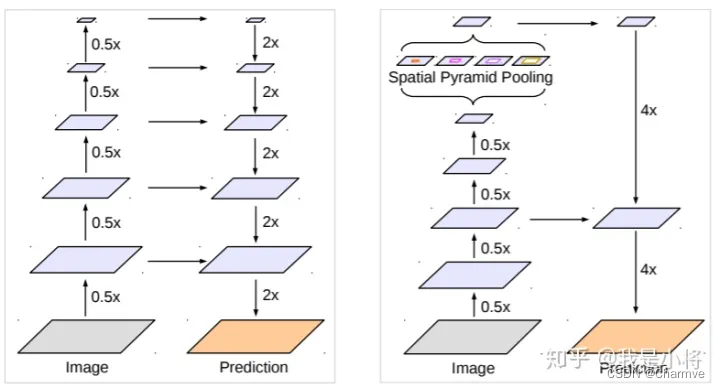 0.5x
2x
0.5x
2x
0.5x
2x
0.5x
2x
0.5x
2x
Image
Prediction
Spatial Pyramid Pooling
0.5x
4x
0.5x
0.5x
0.5x
4x
Image
Prediction
知乎 @我是小将
CSDN @charmve